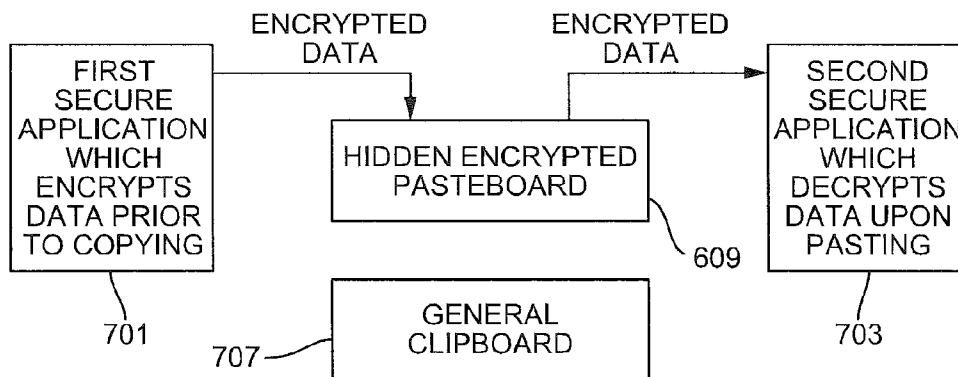 ENCRYPTED
DATA
ENCRYPTED
DATA
FIRST
SECURE
APPLICATION
WHICH
ENCRYPTS
DATA PRIOR
TO COPYING
HIDDEN ENCRYPTED
PASTEBOARD
SECOND
SECURE
APPLICATION
WHICH
DECRYPTS
DATA UPON
PASTING
609
701
703
GENERAL
CLIPBOARD
707